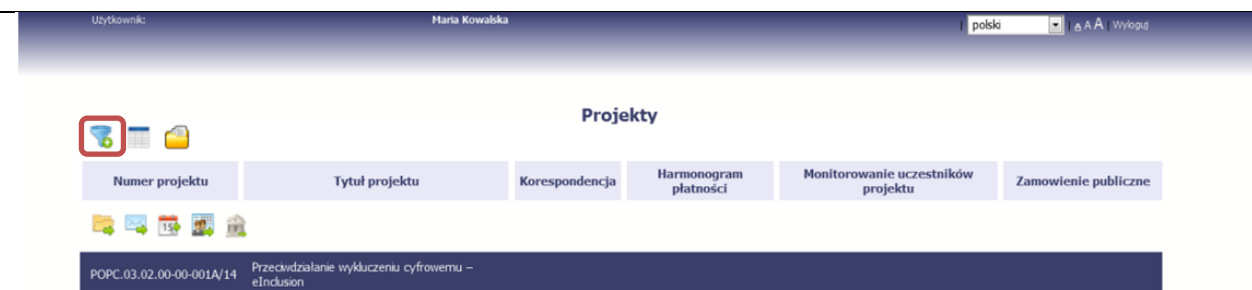 Użytkownik: Maria Kowalska | polski | A A A | Wyloguj
Projekty
Numer projektu Tytuł projektu Korespondencja Harmonogram płatności Monitorowanie uczestników projektu Zamowienie publiczne
15
POPC.03.02.00-00-001A/14 Przeciwdziałanie wykluczeniu cyfrowemu –
eInclusion